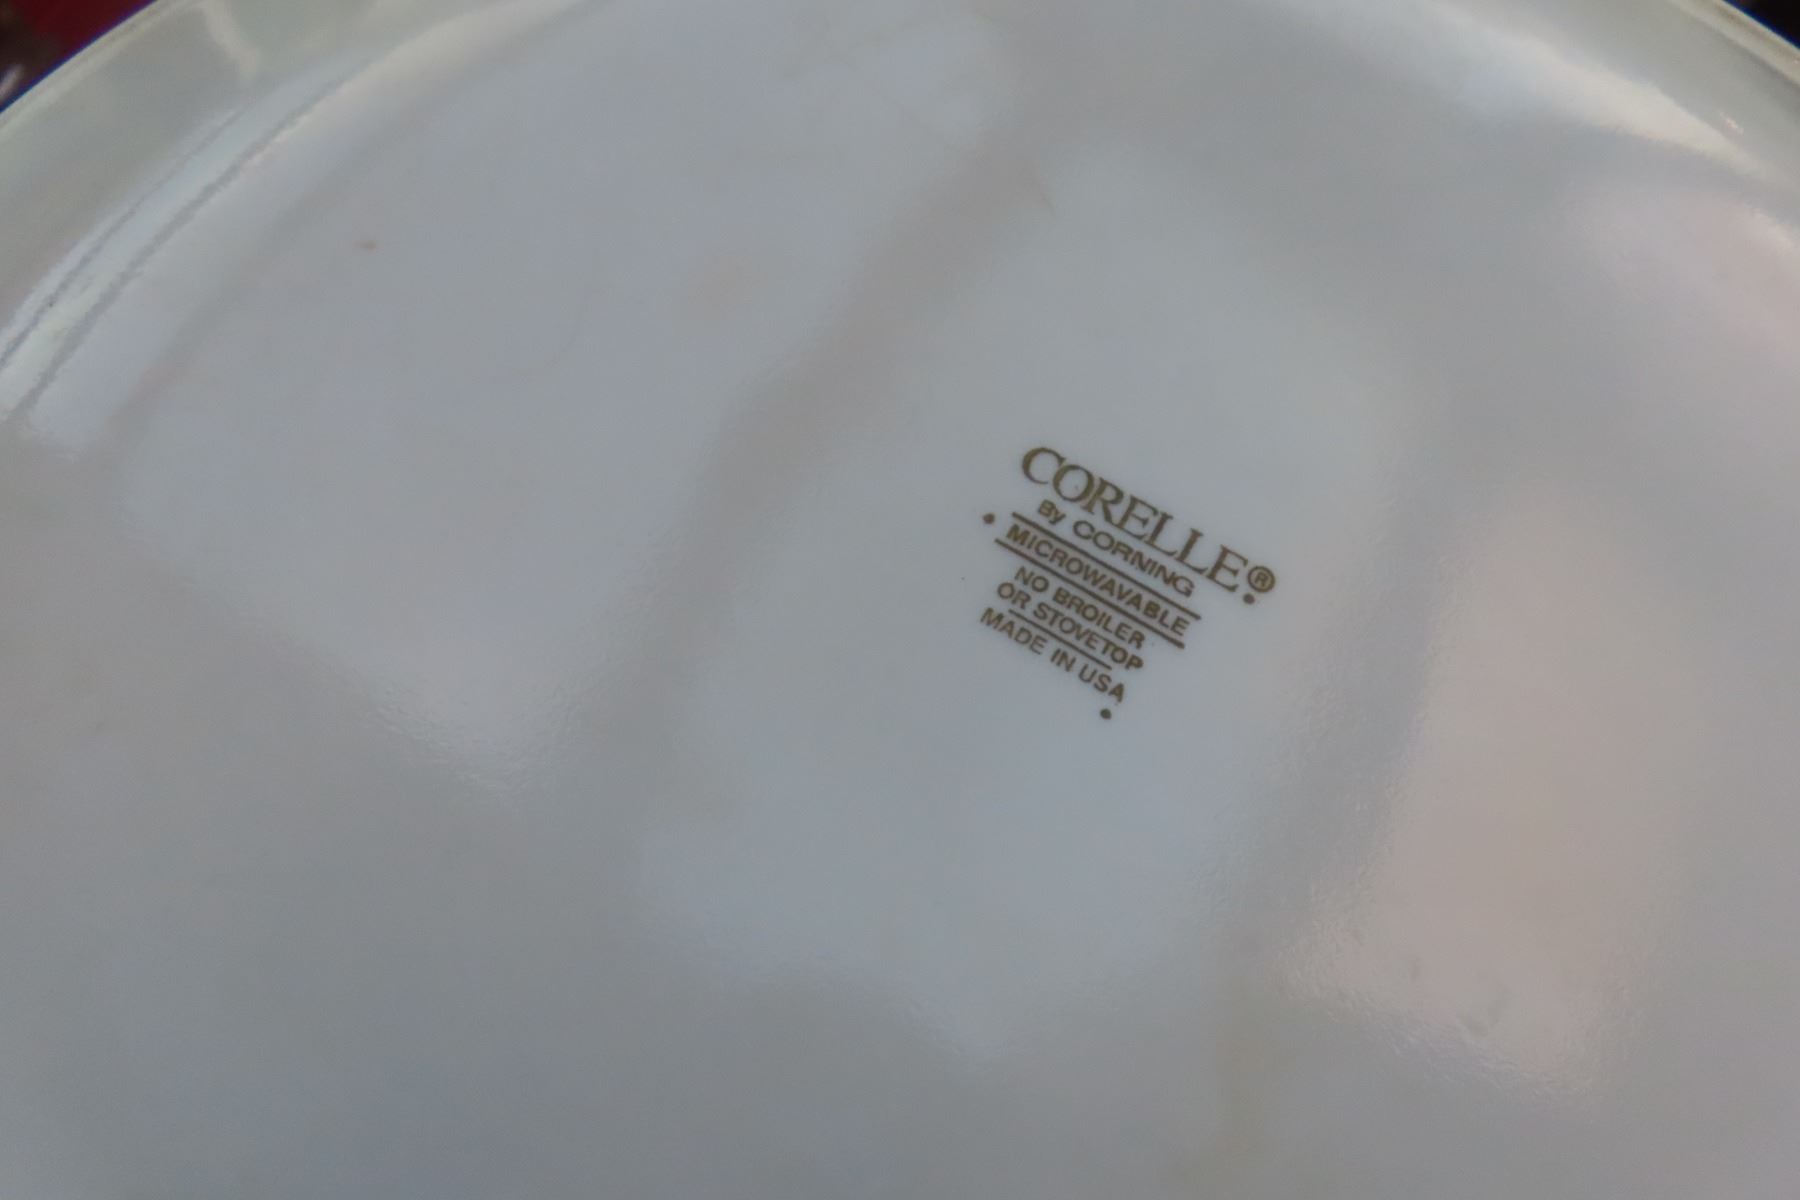 CORELLE®
By CORNING
MICROWAVABLE
NO BROILER
OR STOVETOP
MADE IN USA